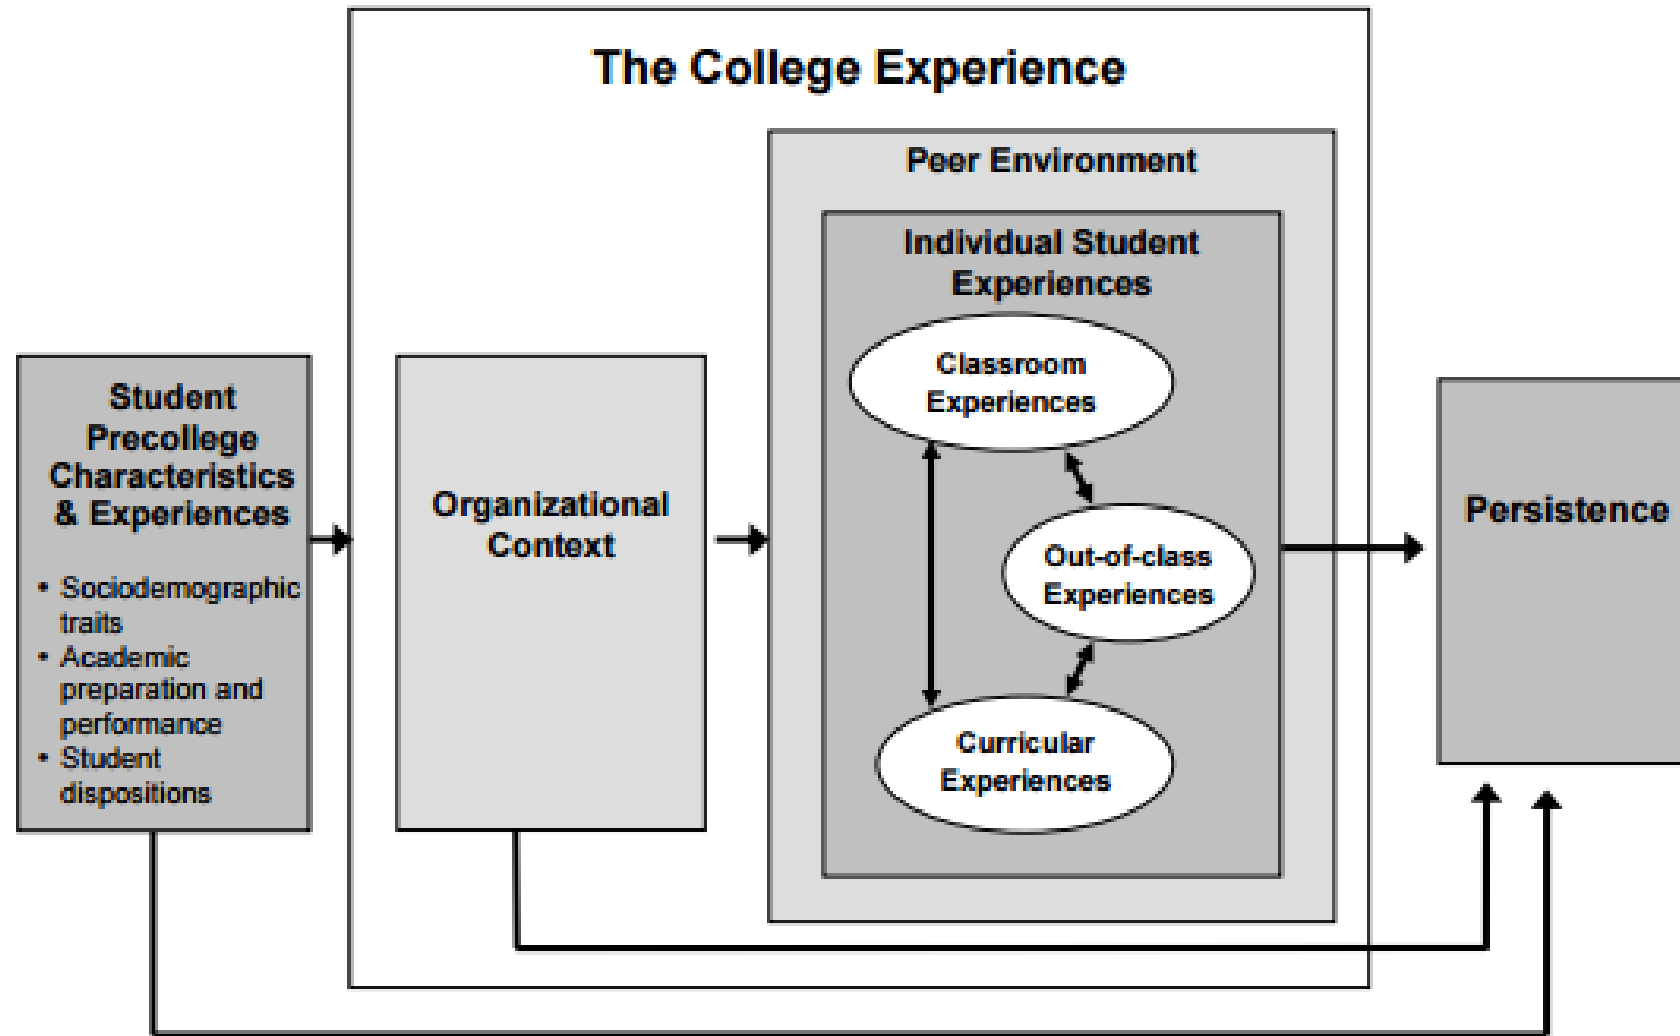 The College Experience
Peer Environment
Individual Student
Experiences
Classroom
Experiences
Out-of-class
Experiences
Curricular
Experiences
Student
Precollege
Characteristics
& Experiences
• Sociodemographic
traits
• Academic
preparation and
performance
• Student
dispositions
Organizational
Context
Persistence